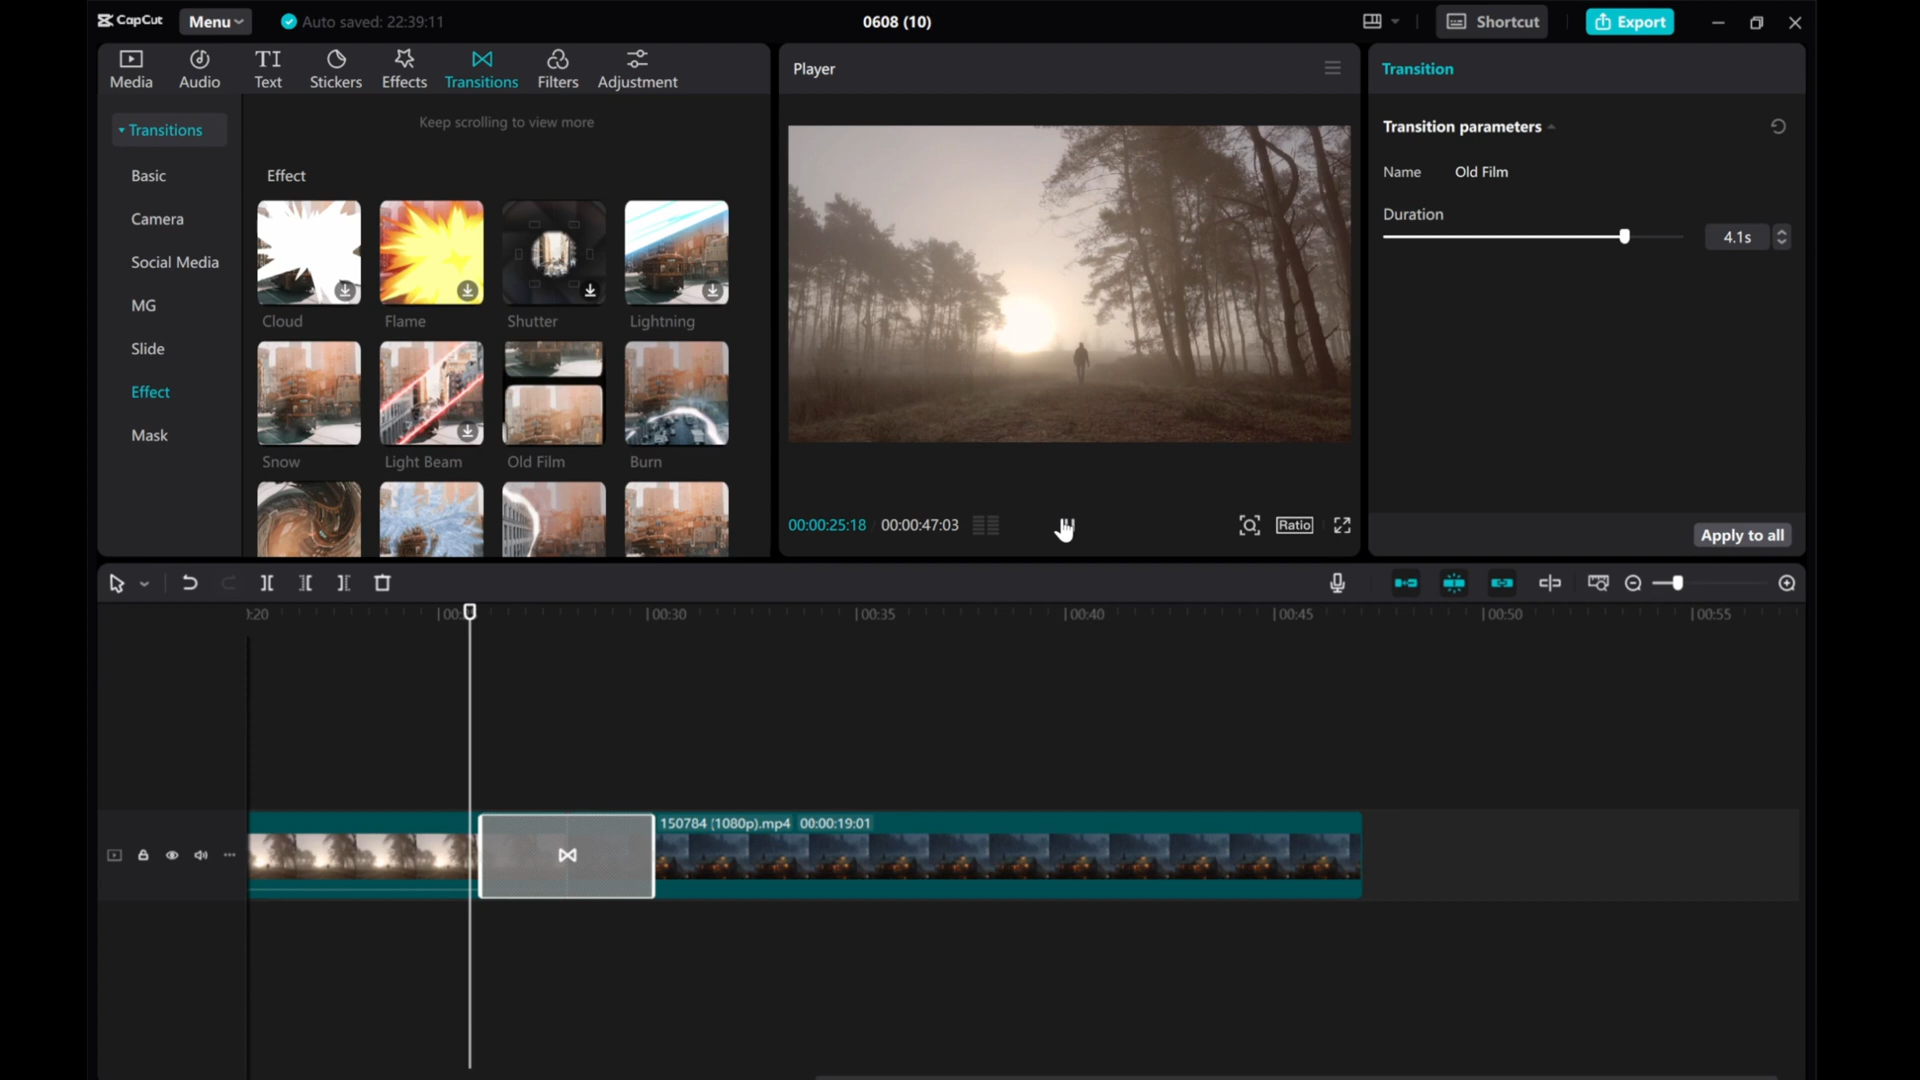 CapCut
Menu
Auto saved: 22:39:11
0608 (10)
Shortcut
Export
Media
Audio
TI
Text
Stickers
Effects
Transitions
Filters
Adjustment
Transitions
Basic
Camera
Social Media
MG
Slide
Effect
Mask
Keep scrolling to view more
Effect
Cloud
Flame
Shutter
Lightning
Snow
Light Beam
Old Film
Burn
Player
00:00:25:18
00:00:47:03
Ratio
Transition
Transition parameters
Name
Old Film
Duration
4.1s
Apply to all
00:30
00:35
00:40
00:45
00:50
00:55
150784 (1080p).mp4 00:00:19:01